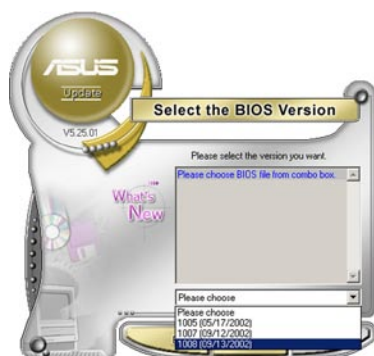 ASUS
Update
V5.25.01
Select the BIOS Version
Please select the version you want.
What's
New
Please choose BIOS file from combo box.
Please choose
Please choose
1005 (05/17/2002)
1007 (09/12/2002)
1008 (09/13/2002)